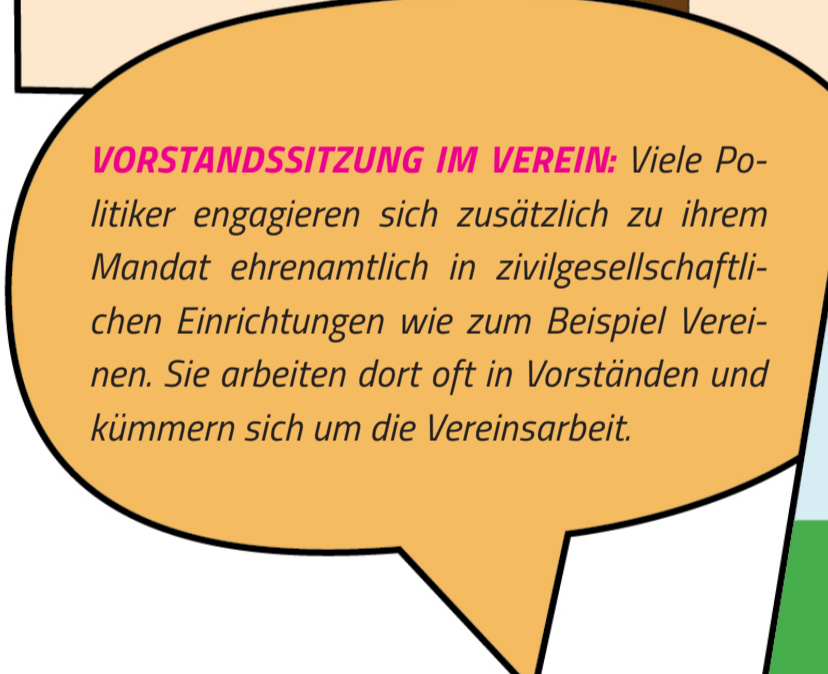 VORSTANDSSITZUNG IM VEREIN: Viele Po-
litiker engagieren sich zusätzlich zu ihrem
Mandat ehrenamtlich in zivilgesellschaftli-
chen Einrichtungen wie zum Beispiel Verei-
nen. Sie arbeiten dort oft in Vorständen und
kümmern sich um die Vereinsarbeit.